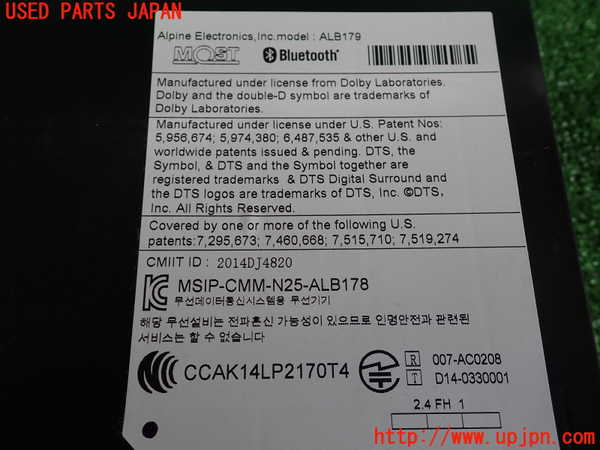 USED PARTS JAPAN
Alpine Electronics,Inc.model : ALB179
MOST Bluetooth®
Manufactured under license from Dolby Laboratories.
Dolby and the double-D symbol are trademarks of
Dolby Laboratories.
Manufactured under license under U.S. Patent Nos:
5,956,674; 5,974,380; 6,487,535 & other U.S. and
worldwide patents issued & pending. DTS, the
Symbol, & DTS and the Symbol together are
registered trademarks & DTS Digital Surround and
the DTS logos are trademarks of DTS, Inc. ©DTS,
Inc. All Rights Reserved.
Covered by one or more of the following U.S.
patents:7,295,673; 7,460,668; 7,515,710; 7,519,274
CMIIT ID : 2014DJ4820
MSIP-CMM-N25-ALB178
무선데이터통신시스템용 무선기기
해당 무선설비는 전파혼신 가능성이 있으므로 인명안전과 관련된
서비스는 할 수 없습니다
CCAK14LP2170T4
R 007-AC0208
T D14-0330001
2.4 FH 1
http://www.upjpn.com/